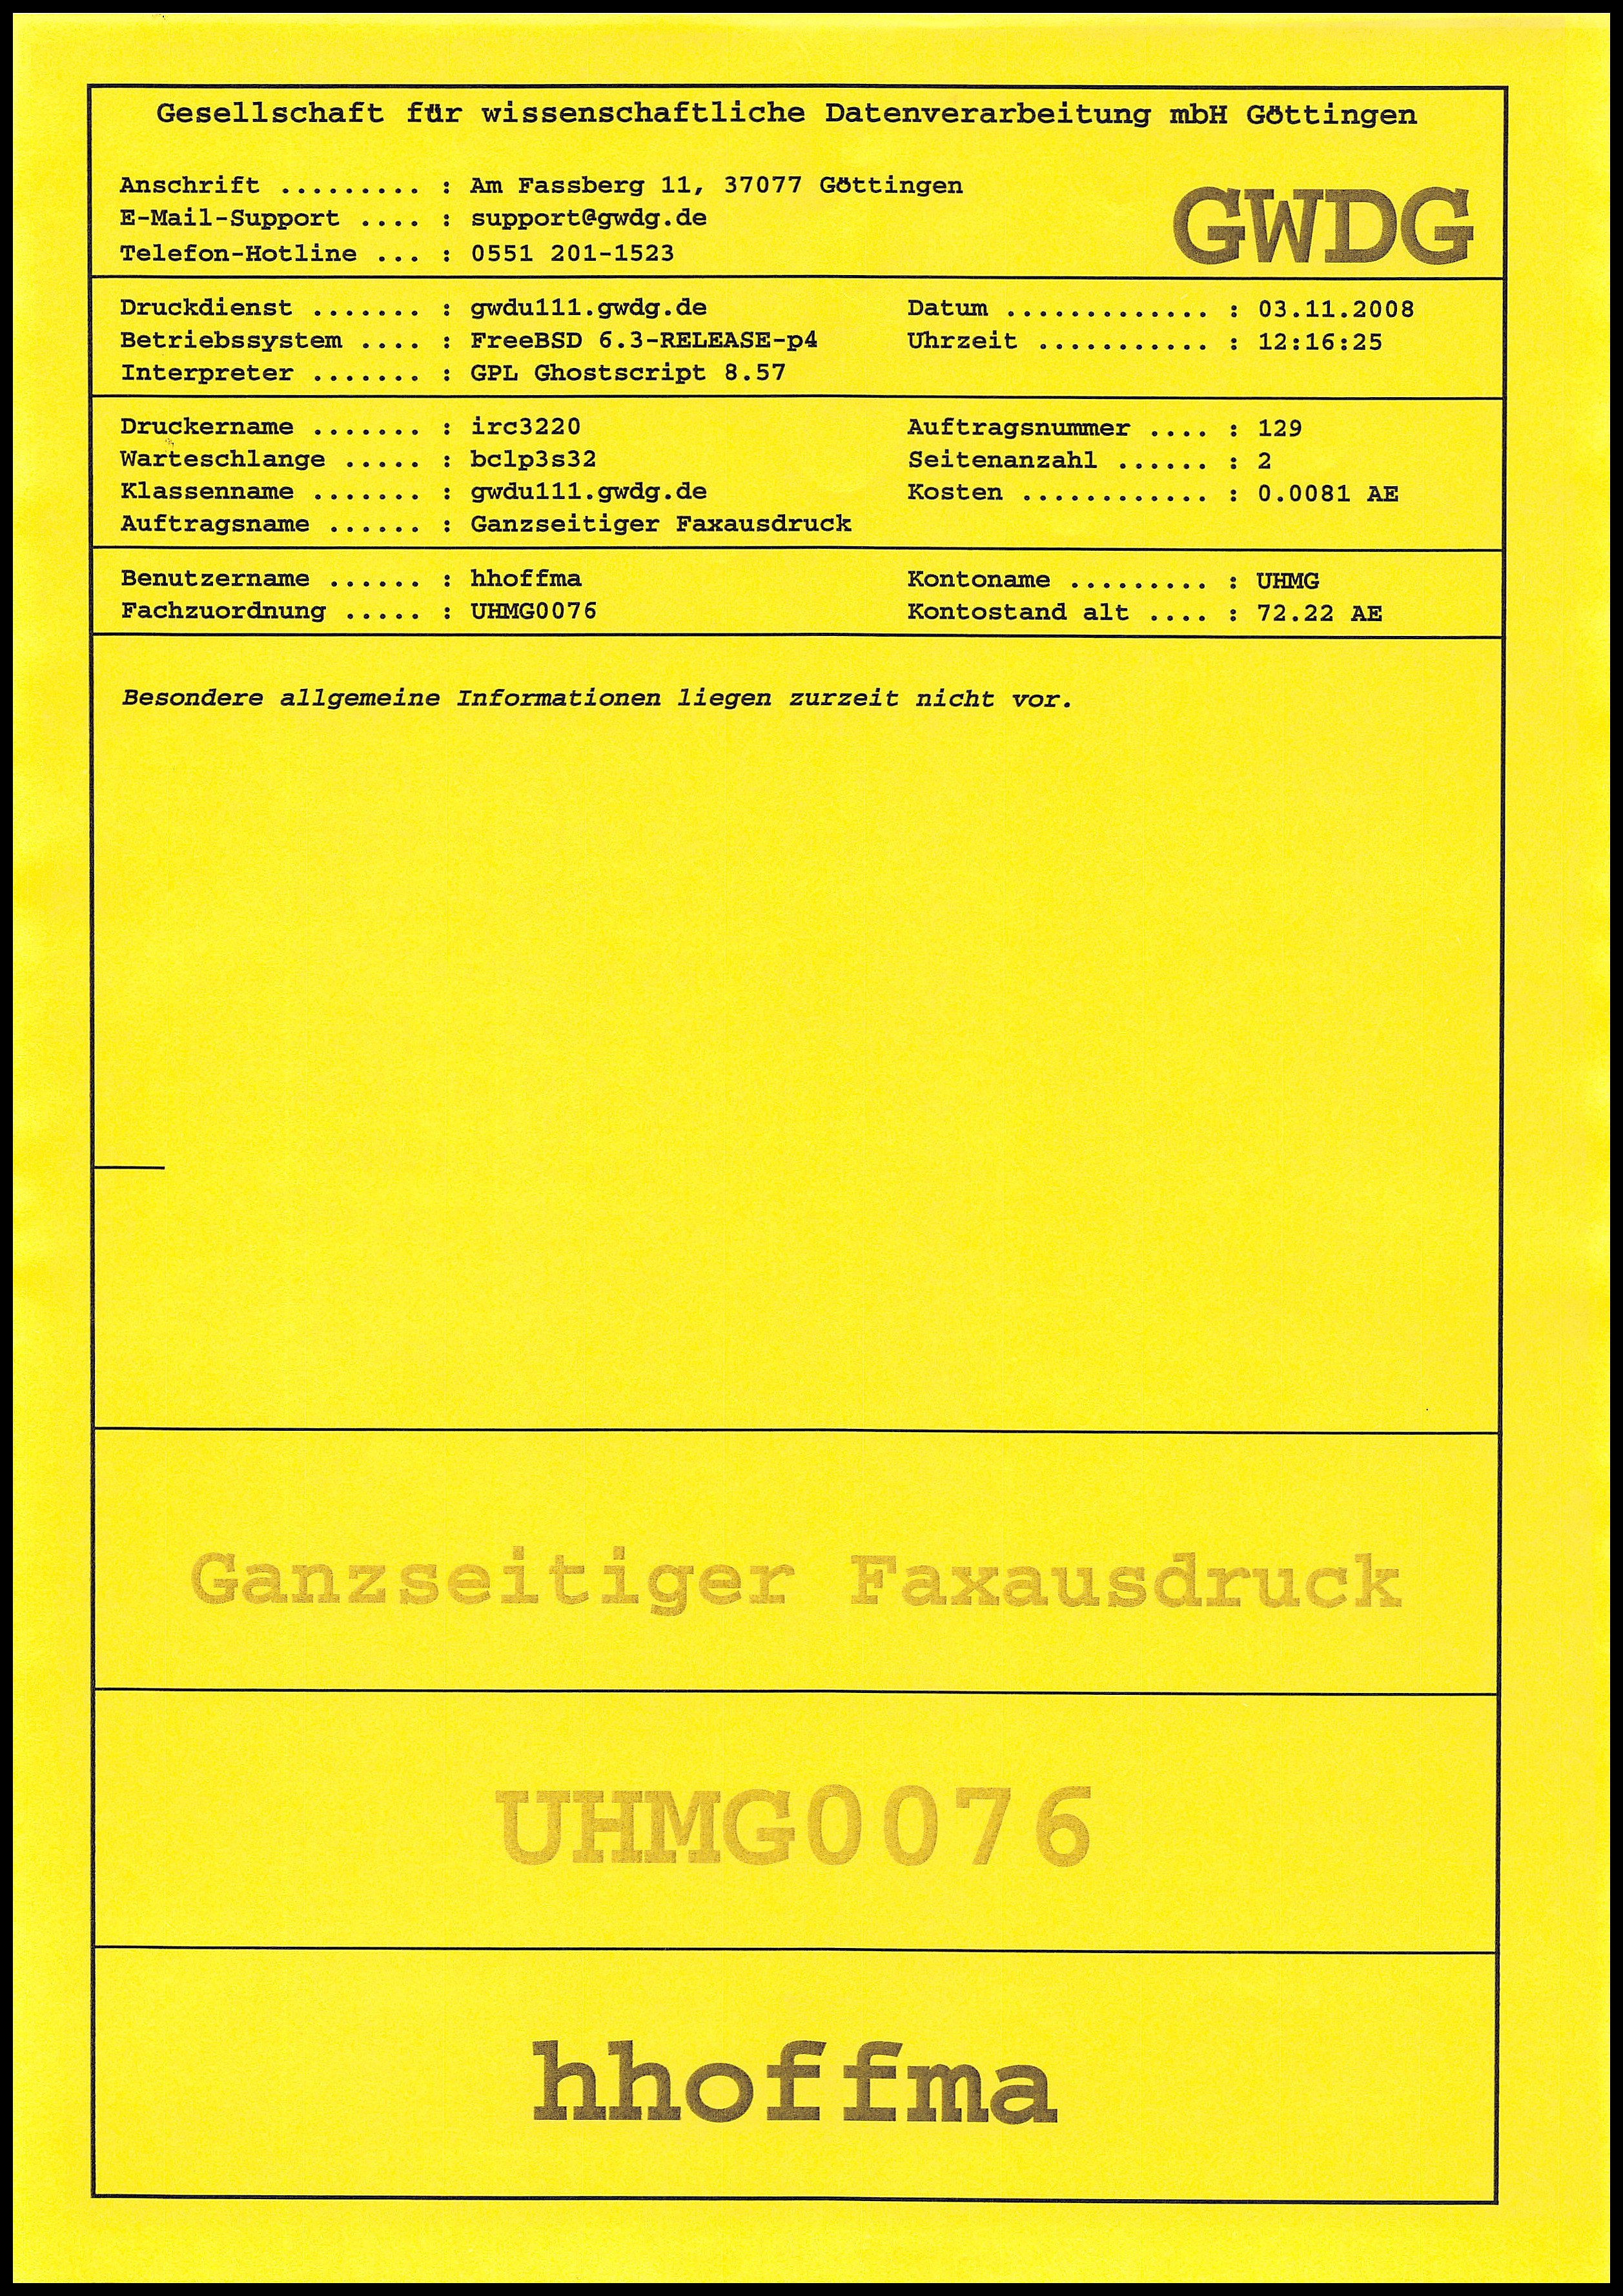 Gesellschaft für wissenschaftliche Datenverarbeitung mbH Göttingen
Anschrift ......... : Am Fassberg 11, 37077 Göttingen
E-Mail-Support .... : support@gwdg.de
Telefon-Hotline ... : 0551 201-1523
GWDG
Druckdienst ....... : gwdu111.gwdg.de Datum ............. : 03.11.2008
Betriebssystem .... : FreeBSD 6.3-RELEASE-p4 Uhrzeit ........... : 12:16:25
Interpreter ....... : GPL Ghostscript 8.57
Druckername ....... : irc3220 Auftragsnummer .... : 129
Warteschlange ..... : bclp3s32 Seitenanzahl ...... : 2
Klassenname ....... : gwdu111.gwdg.de Kosten ............ : 0.0081 AE
Auftragsname ...... : Ganzseitiger Faxausdruck
Benutzername ...... : hhoffma Kontoname ......... : UHMG
Fachzuordnung ..... : UHMG0076 Kontostand alt .... : 72.22 AE
Besondere allgemeine Informationen liegen zurzeit nicht vor.
Ganzseitiger Faxausdruck
UHMG0076
hhoffma